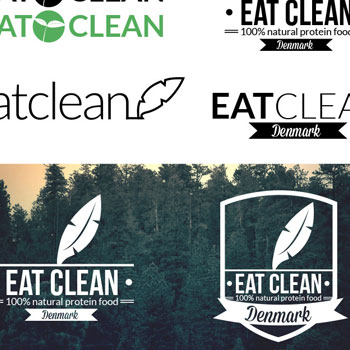 EAT CLEAN
100% natural protein food
Denmark
CLEAN
eatclean
EATCLEA
Denmark
EAT CLEAN
100% natural protein food
Denmark
EAT CLEAN
100% natural protein food
Denmark